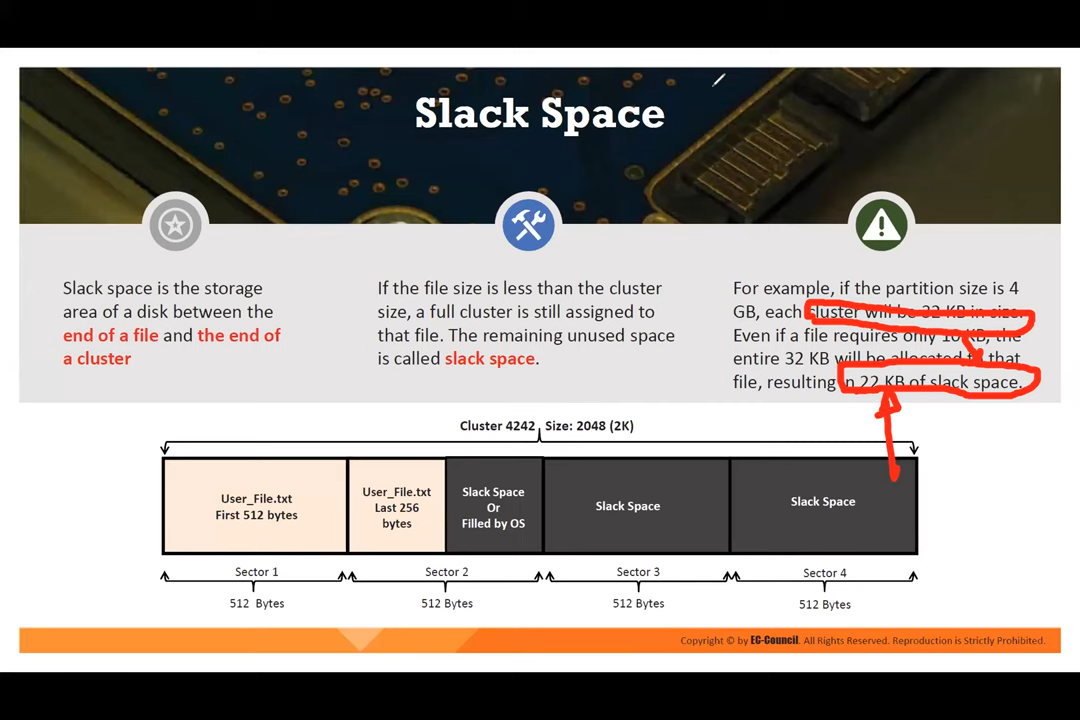 Slack Space
Slack space is the storage
area of a disk between the
end of a file and the end of
a cluster
If the file size is less than the cluster
size, a full cluster is still assigned to
that file. The remaining unused space
is called slack space.
For example, if the partition size is 4
GB, each cluster will be 32 KB in size.
Even if a file requires only 10 KB, the
entire 32 KB will be allocated to that
file, resulting in 22 KB of slack space.
Cluster 4242 Size: 2048 (2K)
User_File.txt
First 512 bytes
User_File.txt
Last 256
bytes
Slack Space
Or
Filled by OS
Slack Space
Slack Space
Sector 1
Sector 2
Sector 3
Sector 4
512 Bytes
512 Bytes
512 Bytes
512 Bytes
Copyright © by EC-Council. All Rights Reserved. Reproduction is Strictly Prohibited.